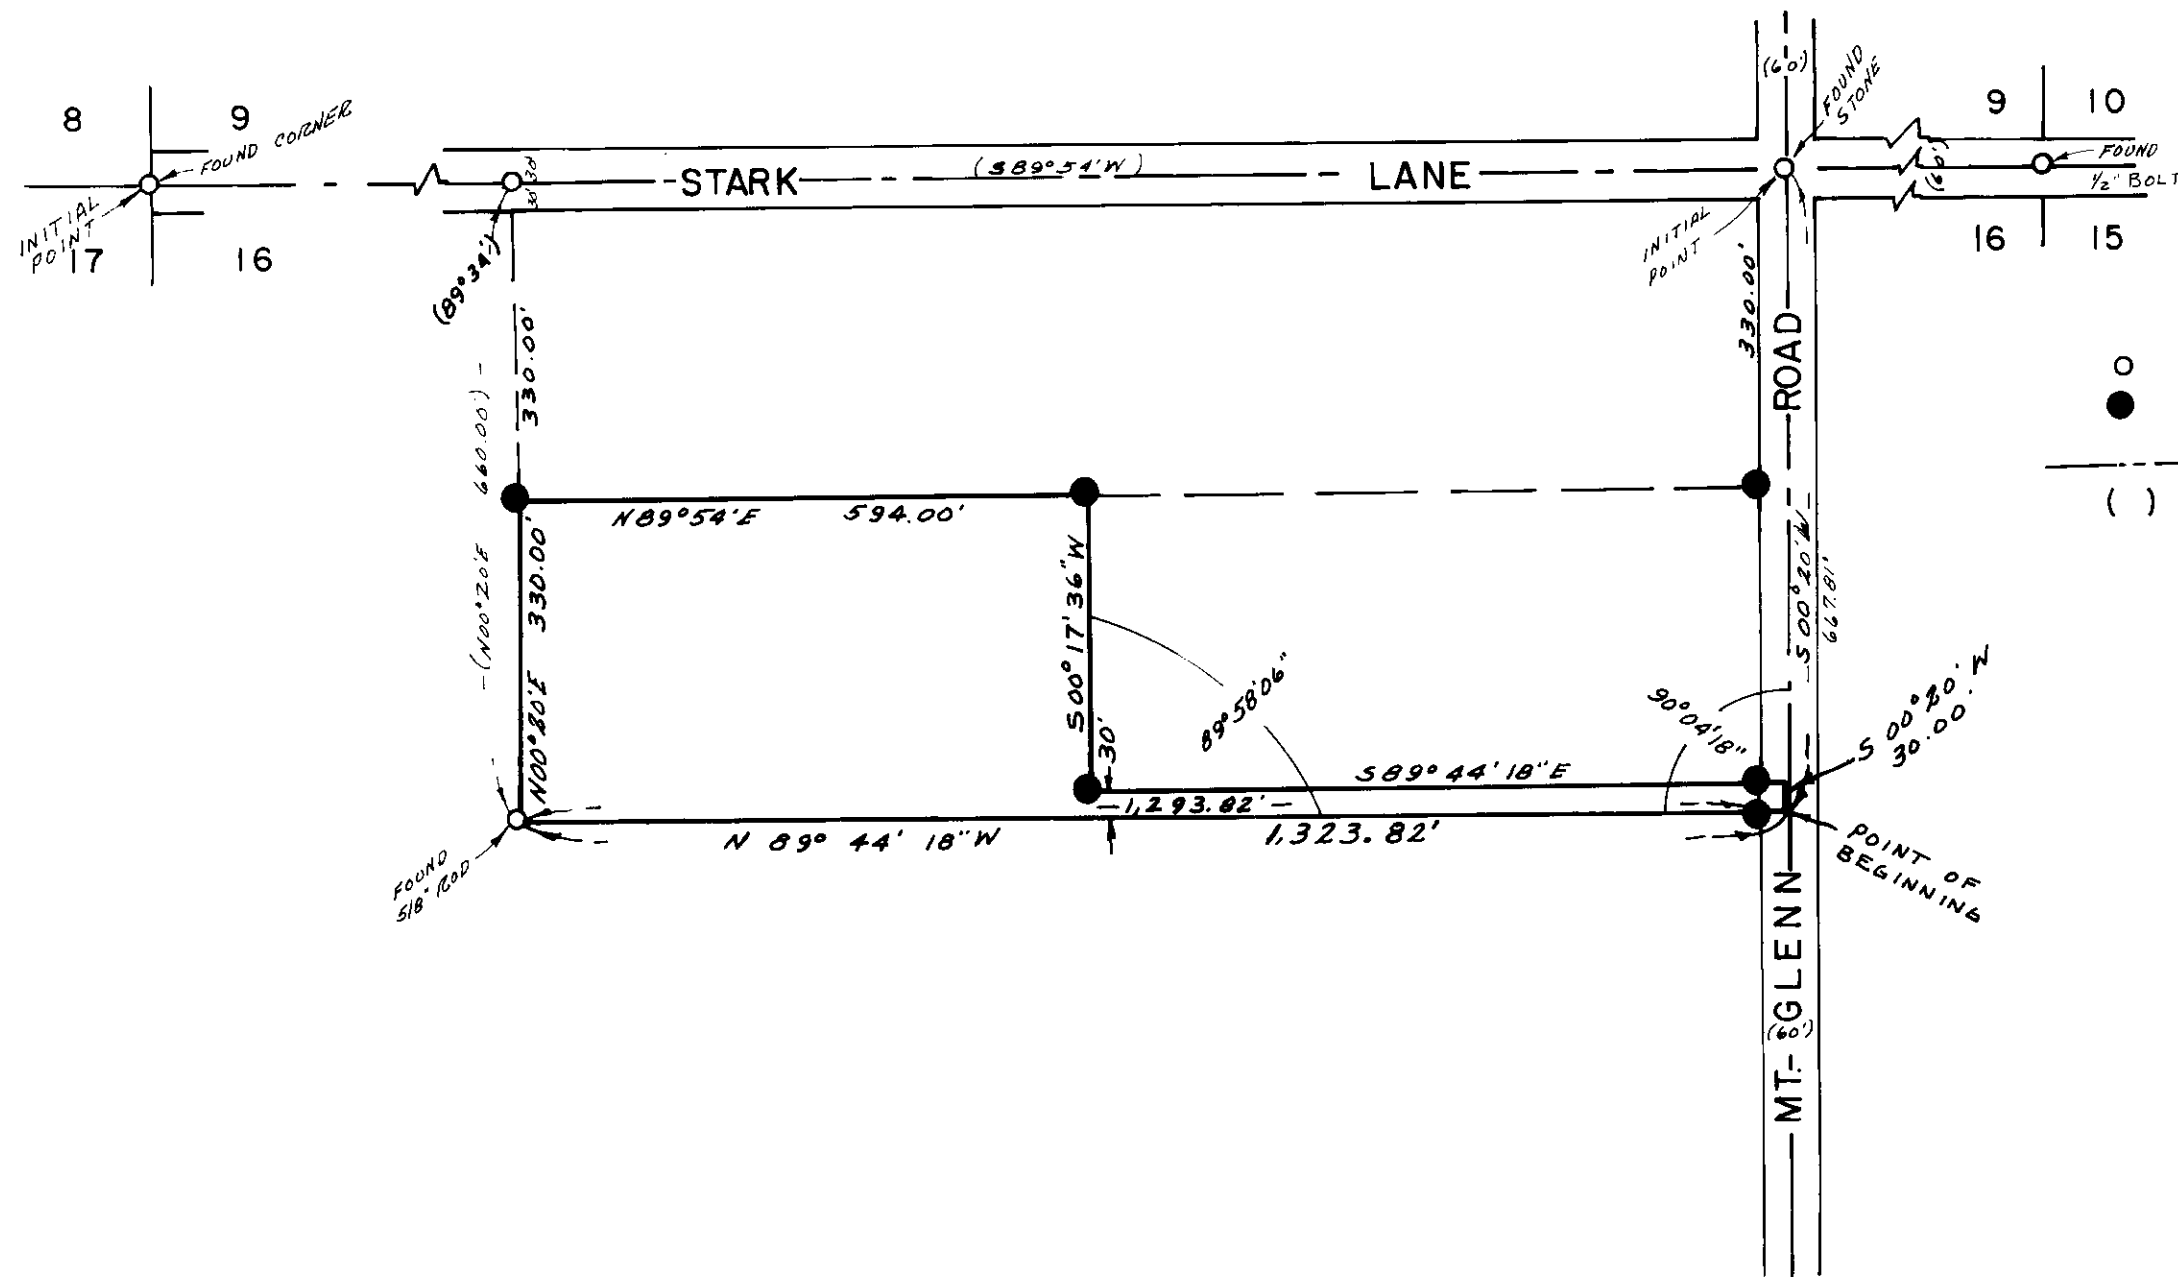 8
9
FOUND CORNER
INITIAL
POINT
17
16
30' 30'
STARK
(S89°54'W)
LANE
(60')
FOUND
STONE
(60')
9
10
FOUND
1/2" BOLT
16
15
INITIAL
POINT
(89°34')
330.00'
330.00'
ROAD
(N00°20'E 660.00')
N89°54'E 594.00'
( )
N00°20'E 330.00'
S00°17'36"W
89°58'06"
90°04'18"
S00°20'W
667.81'
S 00°20'W
30.00'
30'
S89°44'18"E
1,293.82'
N 89° 44' 18" W
1,323.82'
FOUND
5/8" ROD
POINT OF
BEGINNING
MT. GLENN
(60')